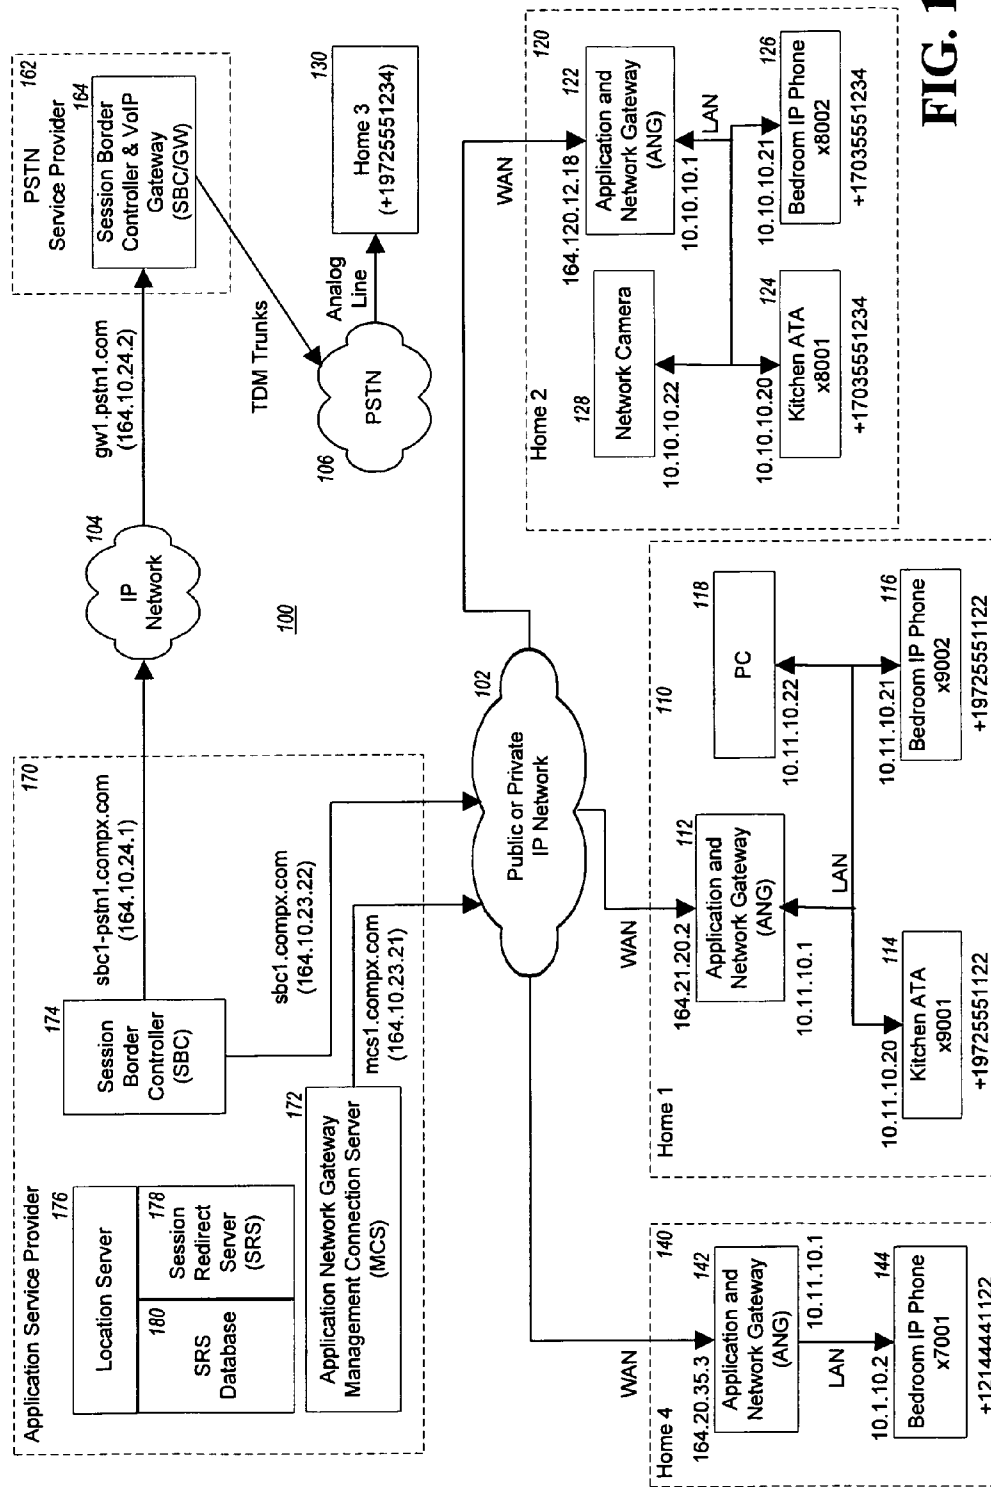 Application Service Provider
170
Location Server
176
180
SRS
Database
178
Session
Redirect
Server
(SRS)
Application Network Gateway
Management Connection Server
(MCS)
172
174
Session
Border
Controller
(SBC)
sbc1-pstn1.compx.com
(164.10.24.1)
sbc1.compx.com
(164.10.23.22)
mcs1.compx.com
(164.10.23.21)
104
IP
Network
gw1.pstn1.com
(164.10.24.2)
PSTN
Service Provider
162
164
Session Border
Controller & VoIP
Gateway
(SBC/GW)
TDM Trunks
106
PSTN
Analog
Line
130
Home 3
(+19725551234)
100
102
Public or Private
IP Network
WAN
Home 4
140
164.20.35.3
142
Application and
Network Gateway
(ANG)
10.11.10.1
LAN
10.1.10.2
144
Bedroom IP Phone
x7001
+12144441122
WAN
Home 1
110
164.21.20.2
112
Application and
Network Gateway
(ANG)
10.11.10.1
LAN
118
PC
10.11.10.22
10.11.10.20
114
Kitchen ATA
x9001
+19725551122
10.11.10.21
116
Bedroom IP Phone
x9002
+19725551122
WAN
Home 2
120
164.120.12.18
122
Application and
Network Gateway
(ANG)
10.10.10.1
LAN
128
Network Camera
10.10.10.22
10.10.10.20
124
Kitchen ATA
x8001
+17035551234
10.10.10.21
126
Bedroom IP Phone
x8002
+17035551234
FIG. 1